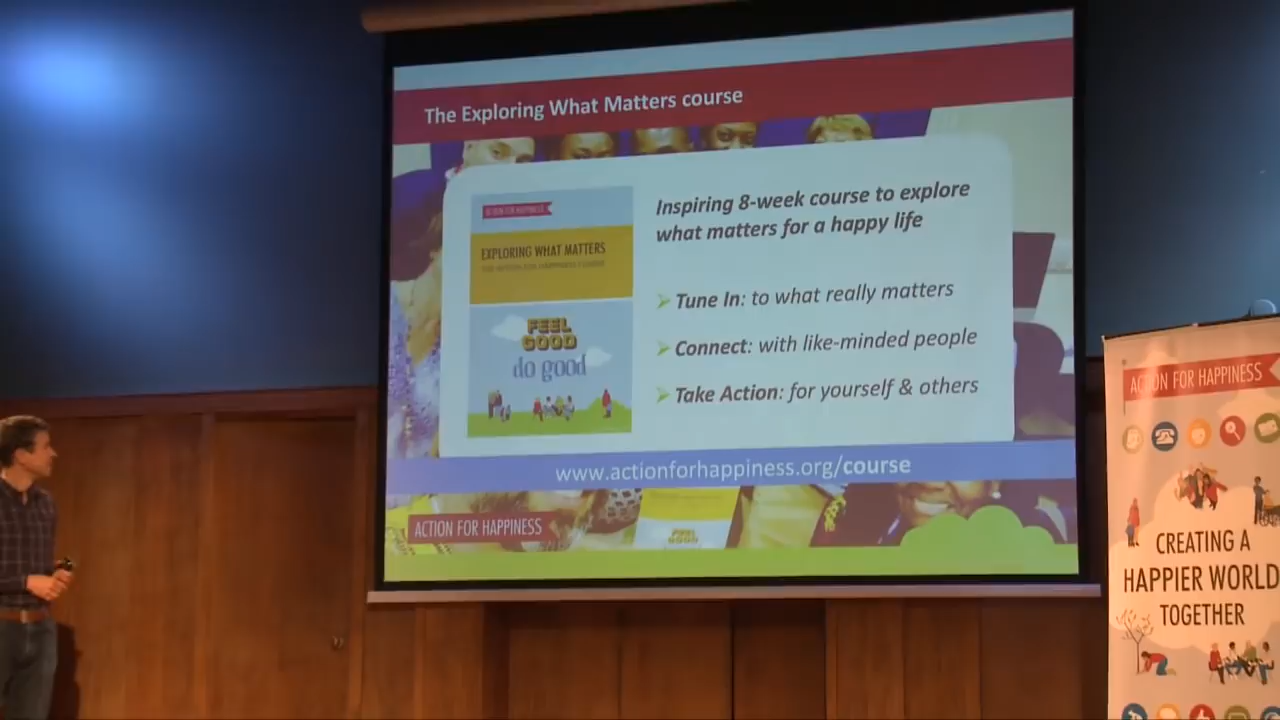 The Exploring What Matters course
ACTION FOR HAPPINESS
EXPLORING WHAT MATTERS
FEEL
GOOD
do good
Inspiring 8-week course to explore
what matters for a happy life
Tune In: to what really matters
Connect: with like-minded people
Take Action: for yourself & others
www.actionforhappiness.org/course
ACTION FOR HAPPINESS
FEEL
GOOD
ACTION FOR HAPPINESS
CREATING A
HAPPIER WORLD
TOGETHER